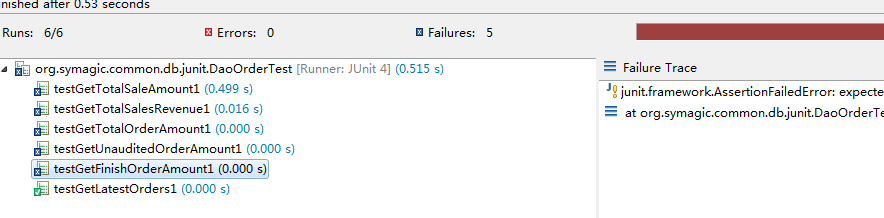 inished after 0.53 seconds
Runs: 6/6 Errors: 0 Failures: 5
org.symagic.common.db.junit.DaoOrderTest [Runner: JUnit 4] (0.515 s)
testGetTotalSaleAmount1 (0.499 s)
testGetTotalSalesRevenue1 (0.016 s)
testGetTotalOrderAmount1 (0.000 s)
testGetUnauditedOrderAmount1 (0.000 s)
testGetFinishOrderAmount1 (0.000 s)
testGetLatestOrders1 (0.000 s)
Failure Trace
junit.framework.AssertionFailedError: expecte
at org.symagic.common.db.junit.DaoOrderTe